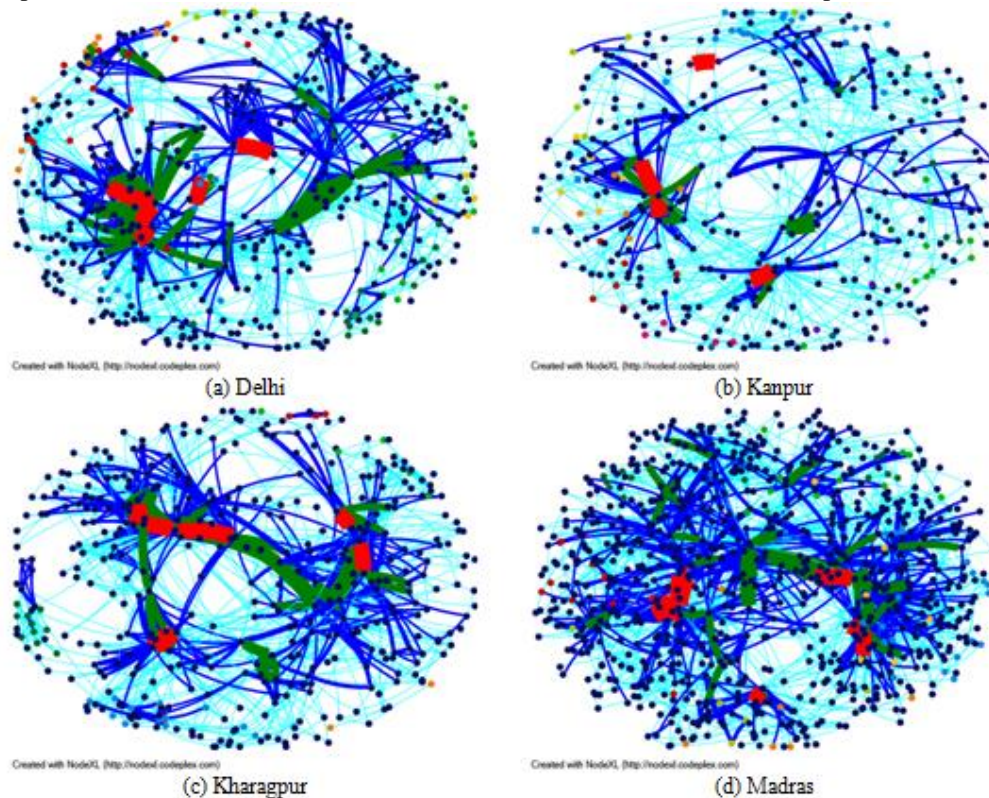 Created with NodeXL (http://nodexl.codeplex.com)
Created with NodeXL (http://nodexl.codeplex.com)
(a) Delhi
(b) Kanpur
Created with NodeXL (http://nodexl.codeplex.com)
Created with NodeXL (http://nodexl.codeplex.com)
(c) Kharagpur
(d) Madras